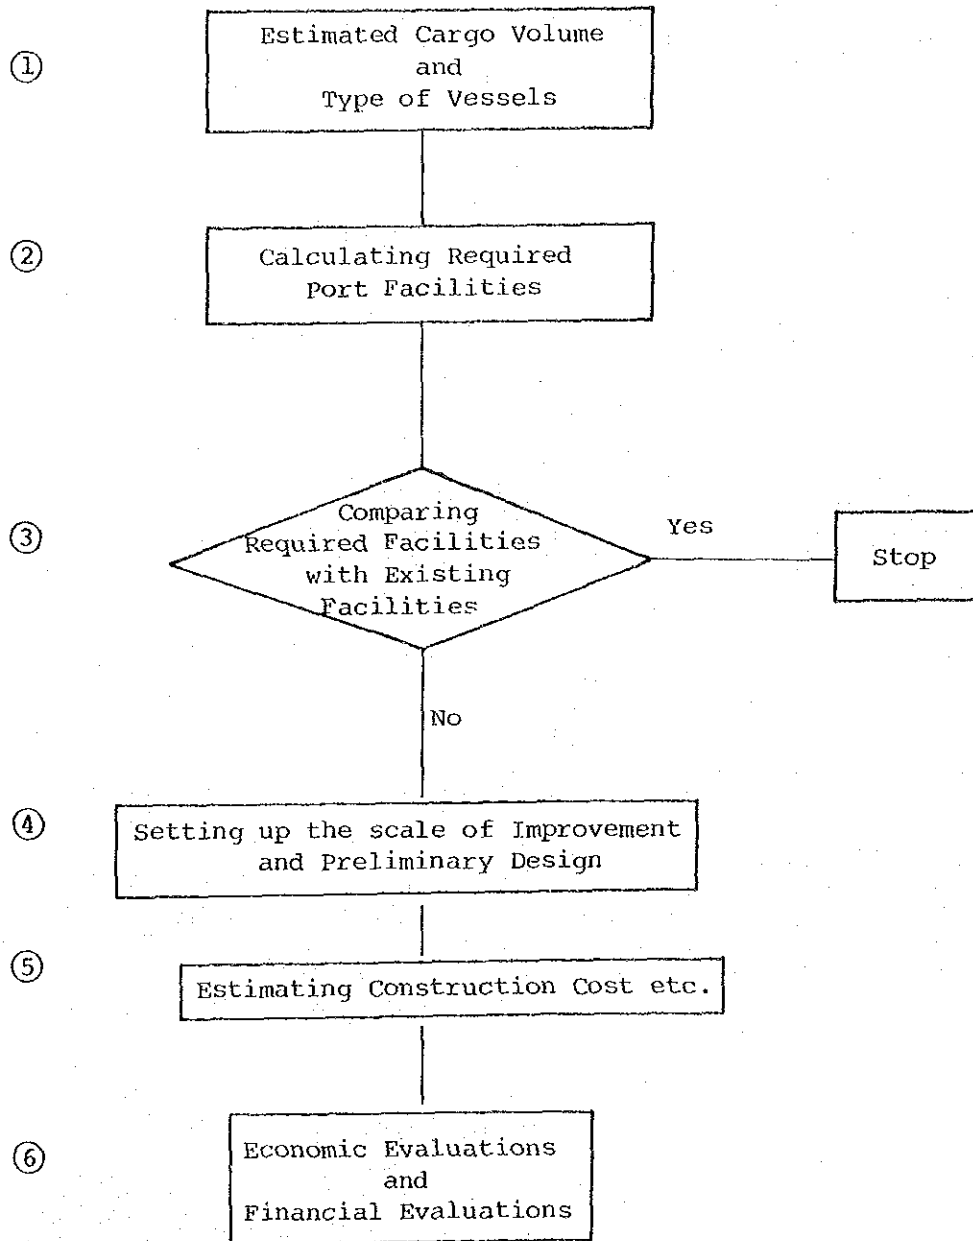 ①
Estimated Cargo Volume
and
Type of Vessels
②
Calculating Required
Port Facilities
③
Comparing
Required Facilities
with Existing
Facilities
Yes
Stop
No
④
Setting up the scale of Improvement
and Preliminary Design
⑤
Estimating Construction Cost etc.
⑥
Economic Evaluations
and
Financial Evaluations